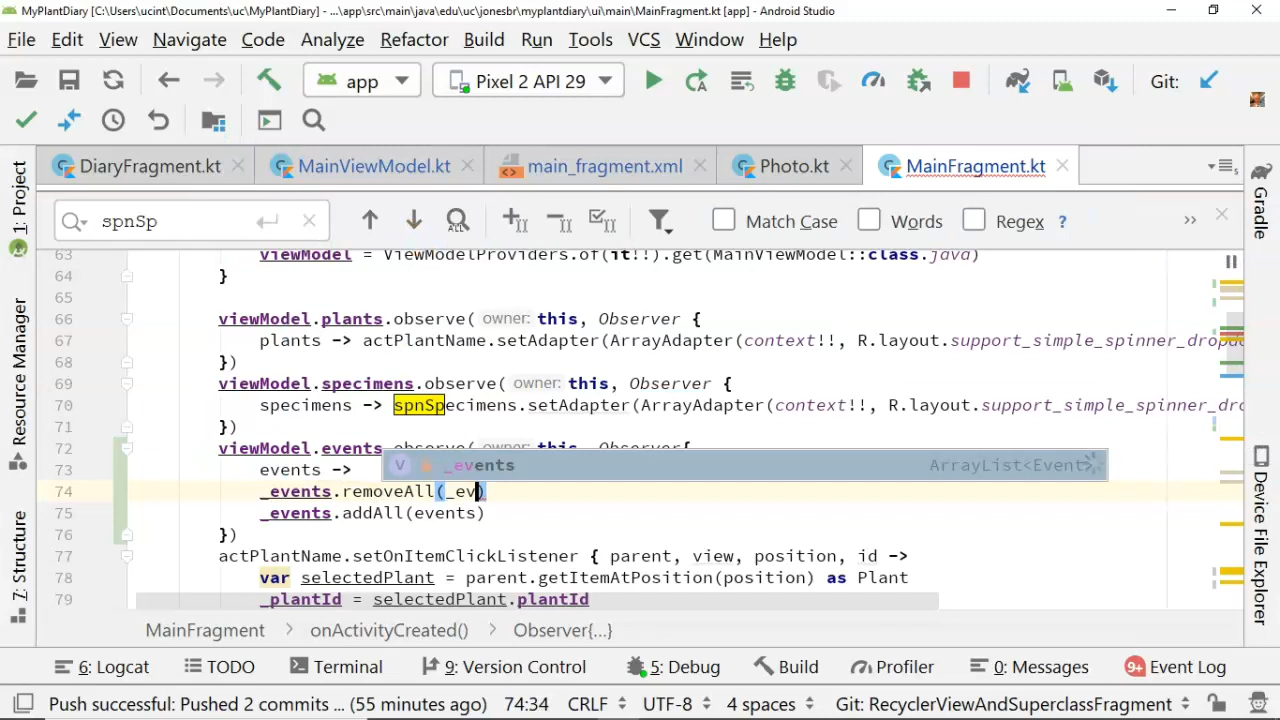 MyPlantDiary [C:\Users\ucint\Documents\uc\MyPlantDiary] - ...\app\src\main\java\edu\uc\jonesbr\myplantdiary\ui\main\MainFragment.kt [app] - Android Studio
File Edit View Navigate Code Analyze Refactor Build Run Tools VCS Window Help
app Pixel 2 API 29 Git:
DiaryFragment.kt MainViewModel.kt main_fragment.xml Photo.kt MainFragment.kt
spnSp Match Case Words Regex ? >>
63 viewModel = ViewModelProviders.of(it!!).get(MainViewModel::class.java)
64 }
65
66 viewModel.plants.observe( owner: this, Observer {
67 plants -> actPlantName.setAdapter(ArrayAdapter(context!!, R.layout.support_simple_spinner_dropdo
68 })
69 viewModel.specimens.observe( owner: this, Observer {
70 specimens -> spnSpecimens.setAdapter(ArrayAdapter(context!!, R.layout.support_simple_spinner_dro
71 })
72 viewModel.events.observe( owner: this, Observer{
73 events ->
_events ArrayList<Event>
74 _events.removeAll(_ev)
75 _events.addAll(events)
76 })
77 actPlantName.setOnItemClickListener { parent, view, position, id ->
78 var selectedPlant = parent.getItemAtPosition(position) as Plant
79 _plantId = selectedPlant.plantId
MainFragment > onActivityCreated() > Observer{...}
6: Logcat TODO Terminal 9: Version Control 5: Debug Build Profiler 0: Messages 9+ Event Log
Push successful: Pushed 2 commits ... (55 minutes ago) 74:34 CRLF UTF-8 4 spaces Git: RecyclerViewAndSuperclassFragment
1: Project
Resource Manager
7: Structure
Gradle
Device File Explorer